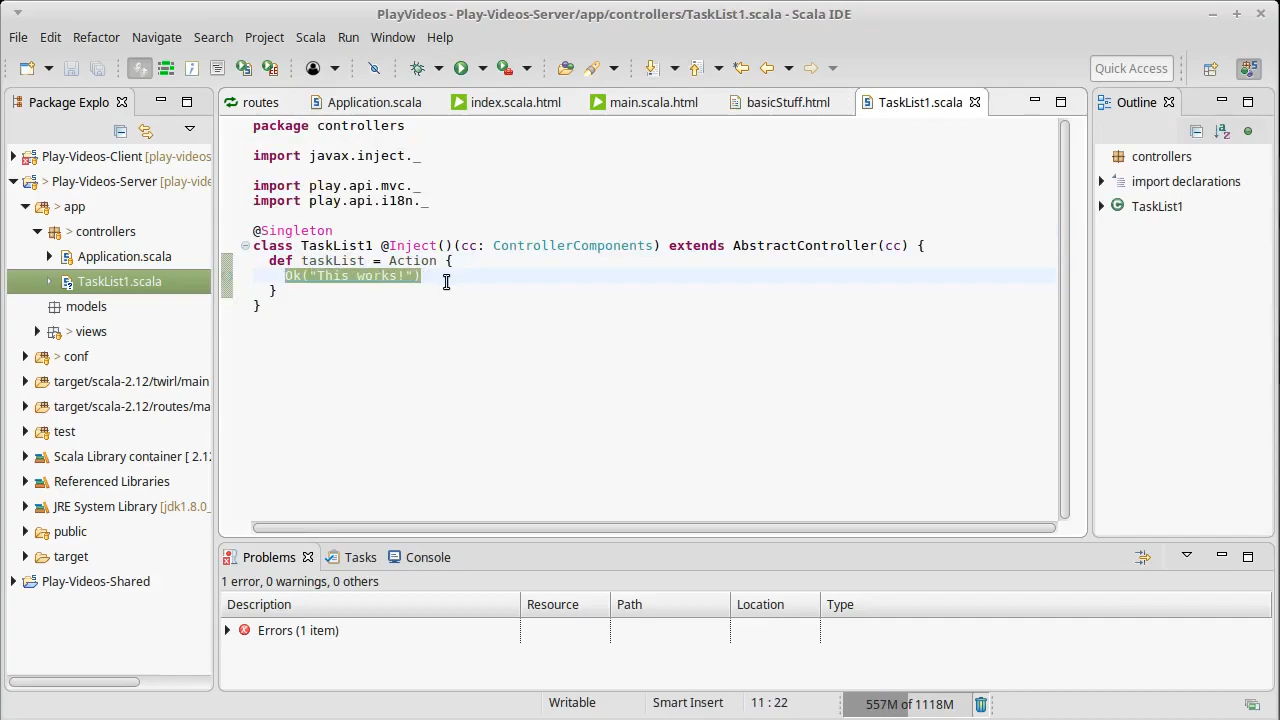 PlayVideos - Play-Videos-Server/app/controllers/TaskList1.scala - Scala IDE
File Edit Refactor Navigate Search Project Scala Run Window Help
Quick Access
Package Explo
Play-Videos-Client [play-videos
> Play-Videos-Server [play-vide
> app
> controllers
> Application.scala
TaskList1.scala
models
> views
> conf
target/scala-2.12/twirl/main
target/scala-2.12/routes/ma
test
Scala Library container [ 2.12
Referenced Libraries
JRE System Library [jdk1.8.0_
public
target
Play-Videos-Shared
routes Application.scala index.scala.html main.scala.html basicStuff.html TaskList1.scala
package controllers
import javax.inject._
import play.api.mvc._
import play.api.i18n._
@Singleton
class TaskList1 @Inject()(cc: ControllerComponents) extends AbstractController(cc) {
def taskList = Action {
Ok("This works!")
}
}
Outline
controllers
import declarations
TaskList1
Problems Tasks Console
1 error, 0 warnings, 0 others
Description Resource Path Location Type
Errors (1 item)
Writable Smart Insert 11 : 22 557M of 1118M